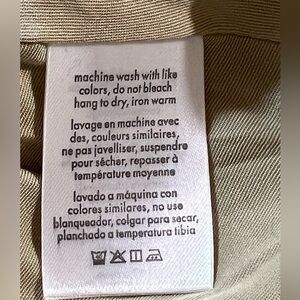 machine wash with like
colors, do not bleach
hang to dry, iron warm
lavage en machine avec
des, couleurs similaires,
ne pas javelliser, suspendre
pour sécher, repasser à
température moyenne
lavado a máquina con
colores similares, no use
blanqueador, colgar para secar,
planchado a temperatura tibia